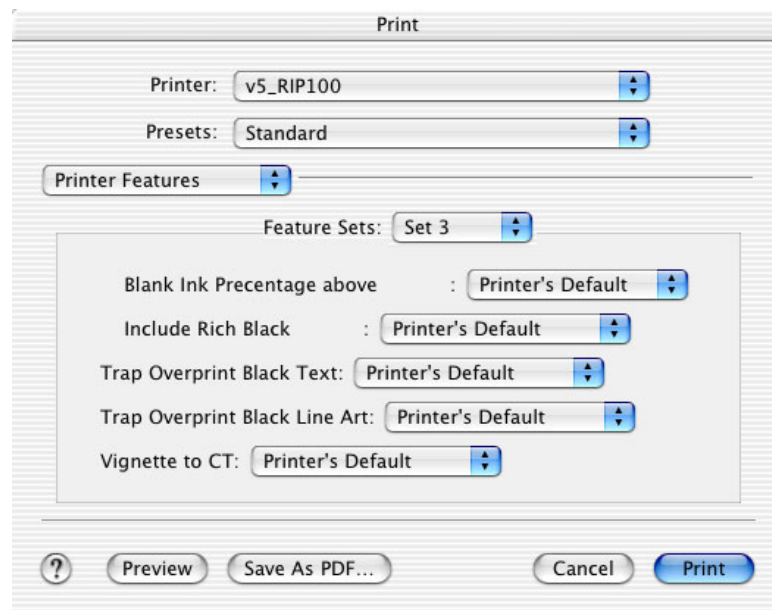 Print
Printer: v5_RIP100
Presets: Standard
Printer Features
Feature Sets: Set 3
Blank Ink Precentage above : Printer's Default
Include Rich Black : Printer's Default
Trap Overprint Black Text: Printer's Default
Trap Overprint Black Line Art: Printer's Default
Vignette to CT: Printer's Default
? Preview Save As PDF... Cancel Print